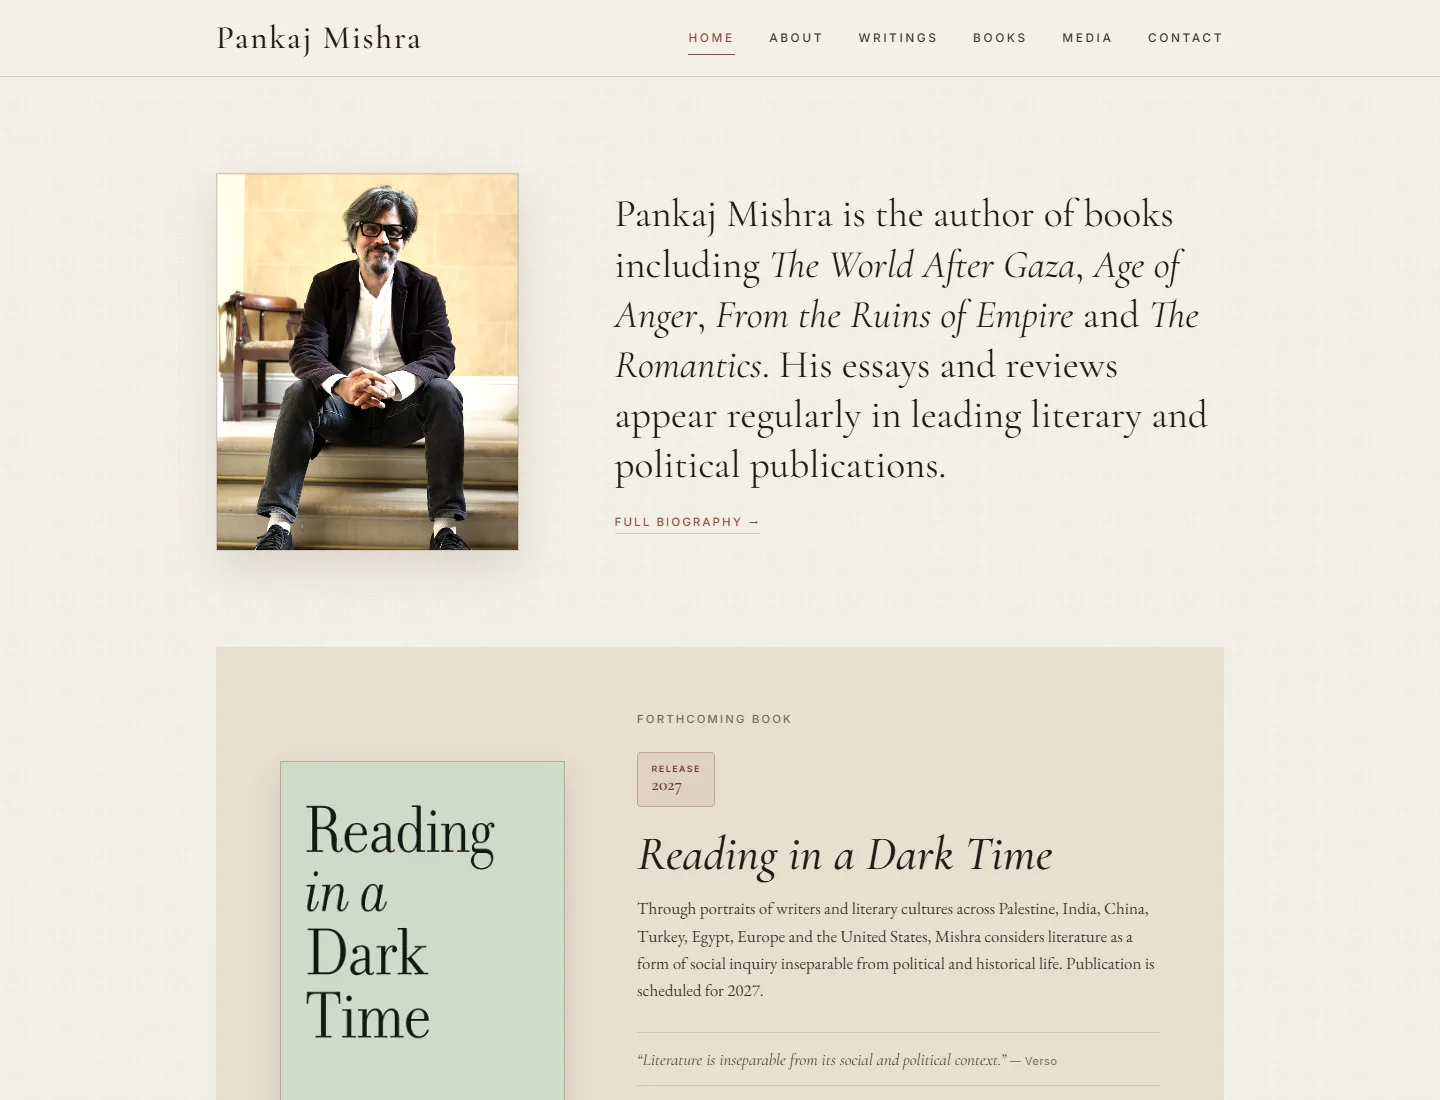 Pankaj Mishra
HOME ABOUT WRITINGS BOOKS MEDIA CONTACT
Pankaj Mishra is the author of books
including The World After Gaza, Age of
Anger, From the Ruins of Empire and The
Romantics. His essays and reviews
appear regularly in leading literary and
political publications.
FULL BIOGRAPHY →
Reading
in a
Dark
Time
FORTHCOMING BOOK
RELEASE
2027
Reading in a Dark Time
Through portraits of writers and literary cultures across Palestine, India, China,
Turkey, Egypt, Europe and the United States, Mishra considers literature as a
form of social inquiry inseparable from political and historical life. Publication is
scheduled for 2027.
“Literature is inseparable from its social and political context.” — Verso